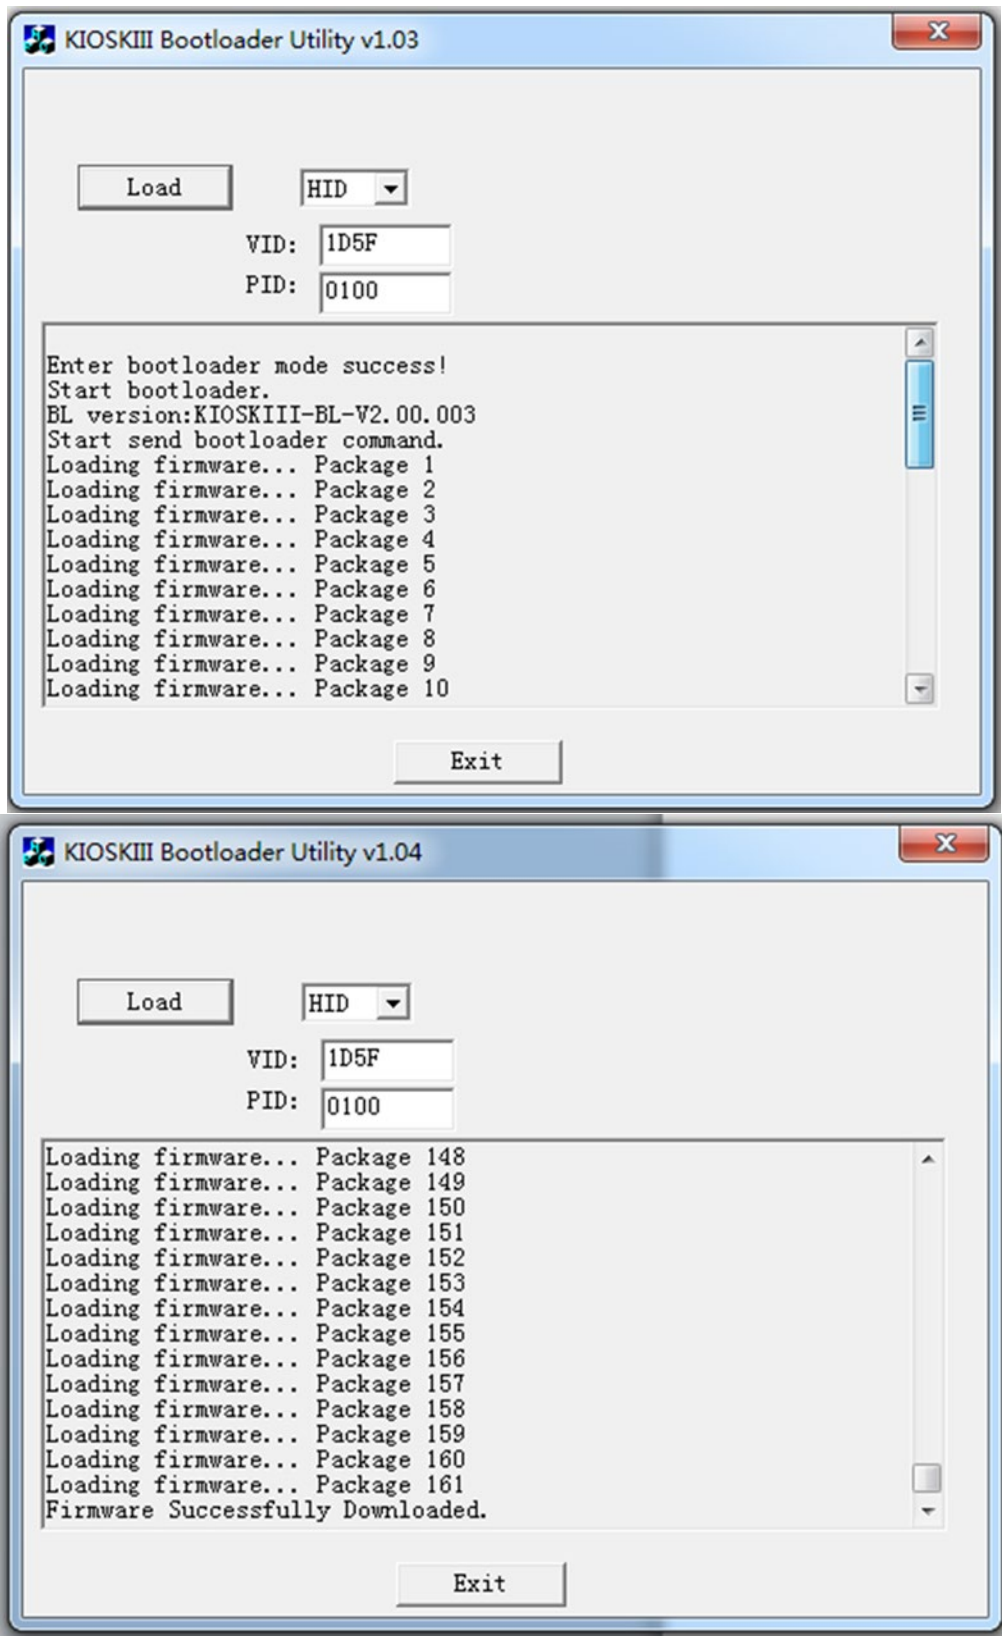 KIOSKIII Bootloader Utility v1.03
Load
HID
VID: 1D5F
PID: 0100
Enter bootloader mode success!
Start bootloader.
BL version:KIOSKIII-BL-V2.00.003
Start send bootloader command.
Loading firmware... Package 1
Loading firmware... Package 2
Loading firmware... Package 3
Loading firmware... Package 4
Loading firmware... Package 5
Loading firmware... Package 6
Loading firmware... Package 7
Loading firmware... Package 8
Loading firmware... Package 9
Loading firmware... Package 10
Exit
KIOSKIII Bootloader Utility v1.04
Load
HID
VID: 1D5F
PID: 0100
Loading firmware... Package 148
Loading firmware... Package 149
Loading firmware... Package 150
Loading firmware... Package 151
Loading firmware... Package 152
Loading firmware... Package 153
Loading firmware... Package 154
Loading firmware... Package 155
Loading firmware... Package 156
Loading firmware... Package 157
Loading firmware... Package 158
Loading firmware... Package 159
Loading firmware... Package 160
Loading firmware... Package 161
Firmware Successfully Downloaded.
Exit